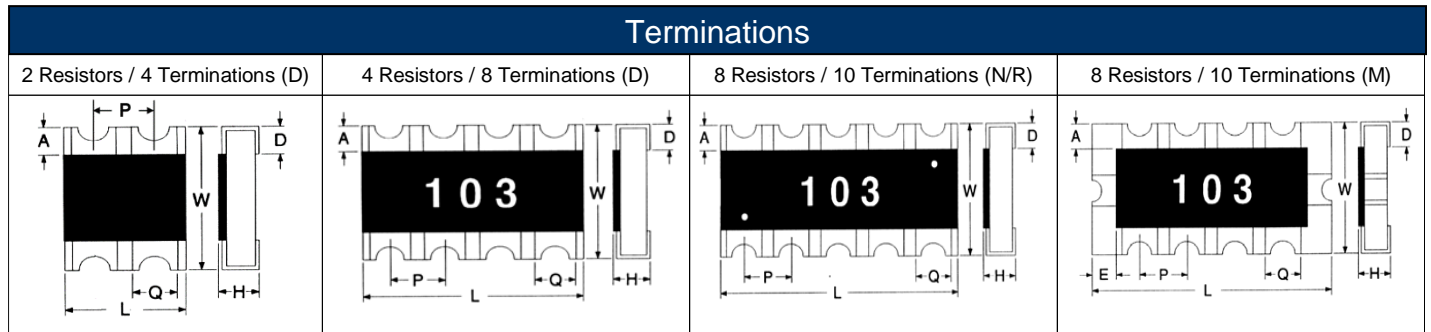 Terminations
2 Resistors / 4 Terminations (D)
4 Resistors / 8 Terminations (D)
8 Resistors / 10 Terminations (N/R)
8 Resistors / 10 Terminations (M)
P
A
D
W
Q
H
L
A
D
103
W
P
Q
H
L
A
D
103
W
P
Q
H
L
A
D
103
W
E
P
Q
H
L